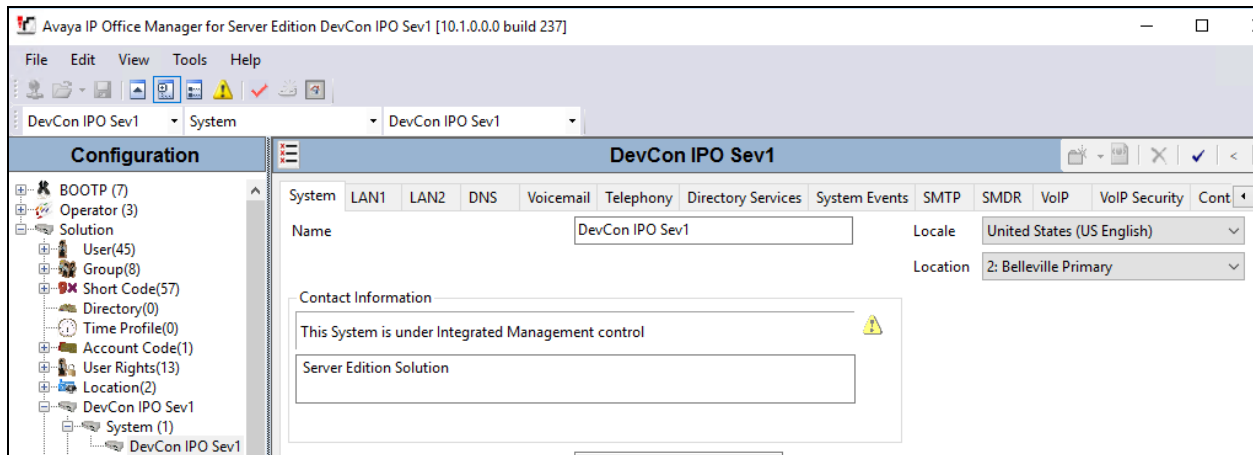 Avaya IP Office Manager for Server Edition DevCon IPO Sev1 [10.1.0.0.0 build 237]
File Edit View Tools Help
DevCon IPO Sev1 System DevCon IPO Sev1
Configuration
DevCon IPO Sev1
BOOTP (7)
Operator (3)
Solution
User(45)
Group(8)
Short Code(57)
Directory(0)
Time Profile(0)
Account Code(1)
User Rights(13)
Location(2)
DevCon IPO Sev1
System (1)
DevCon IPO Sev1
System LAN1 LAN2 DNS Voicemail Telephony Directory Services System Events SMTP SMDR VoIP VoIP Security Cont
Name DevCon IPO Sev1 Locale United States (US English)
Location 2: Belleville Primary
Contact Information
This System is under Integrated Management control
Server Edition Solution